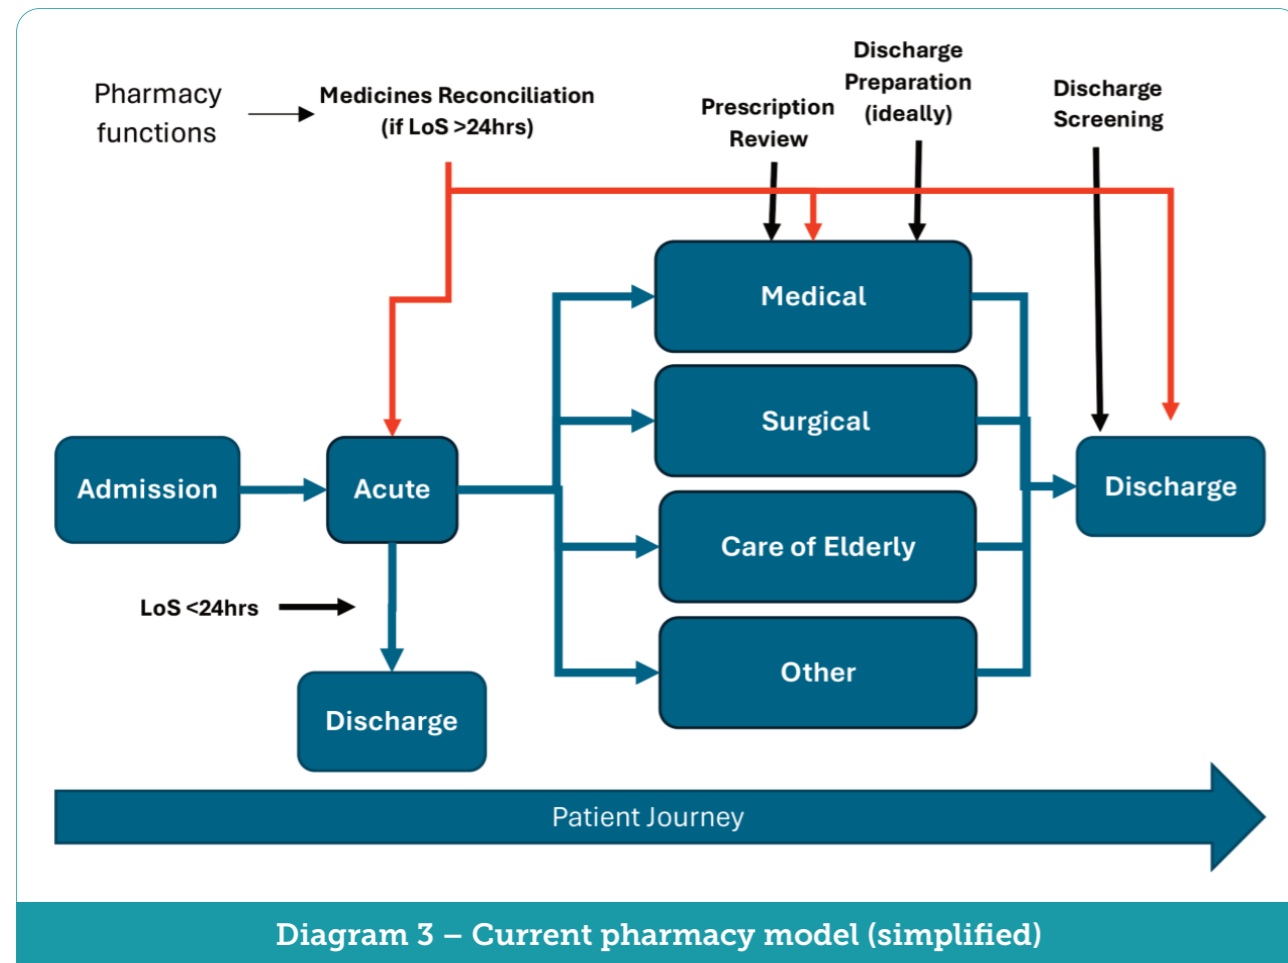 Pharmacy
functions
Medicines Reconciliation
(if LoS >24hrs)
Prescription
Review
Discharge
Preparation
(ideally)
Discharge
Screening
Medical
Surgical
Admission
Acute
Discharge
Care of Elderly
LoS <24hrs
Other
Discharge
Patient Journey
Diagram 3 – Current pharmacy model (simplified)